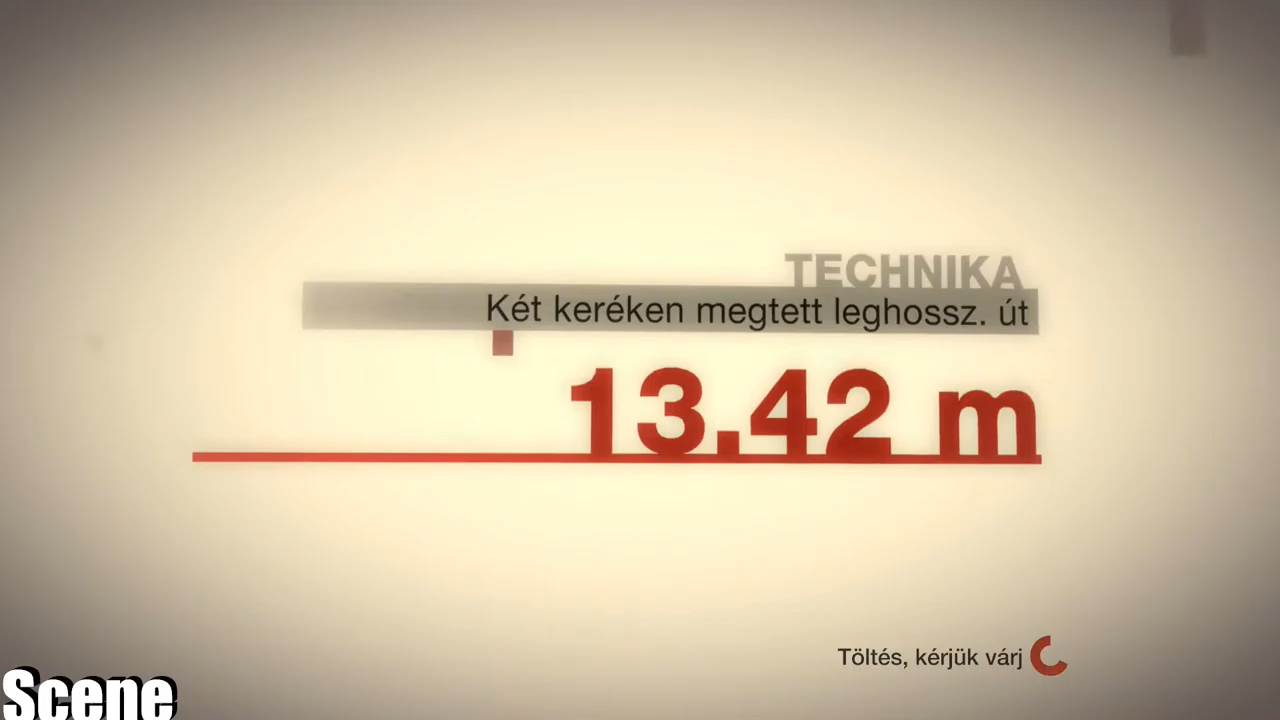 TECHNIKA
Két keréken megtett leghossz. út
13.42 m
Töltés, kérjük várj
Scene